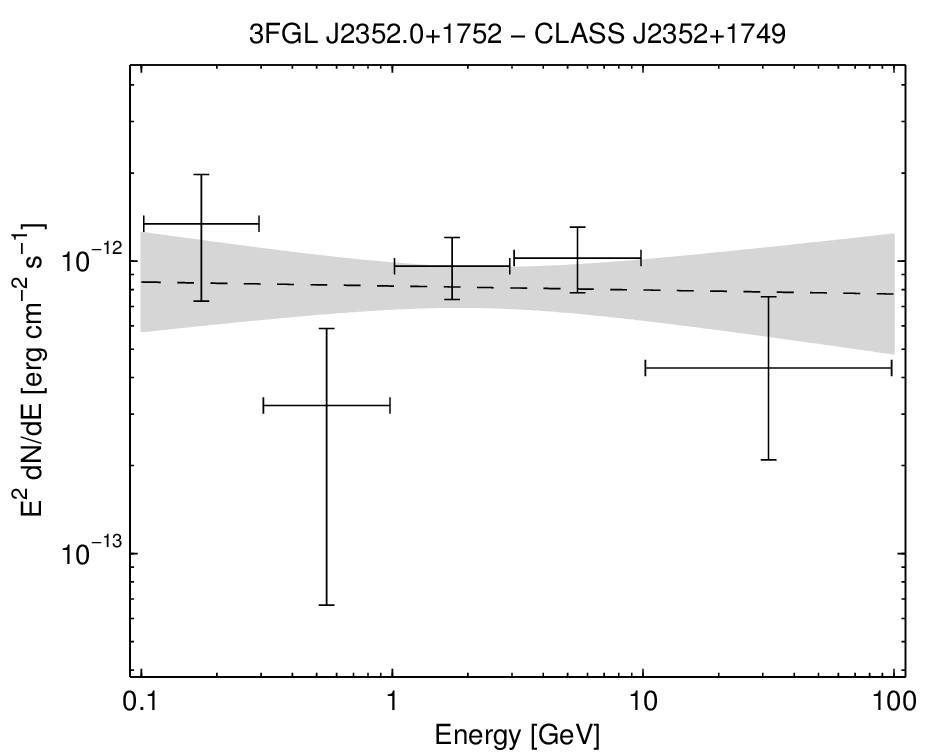 3FGL J2352.0+1752 − CLASS J2352+1749
E² dN/dE [erg cm⁻² s⁻¹]
10⁻¹²
10⁻¹³
0.1 1 10 100
Energy [GeV]